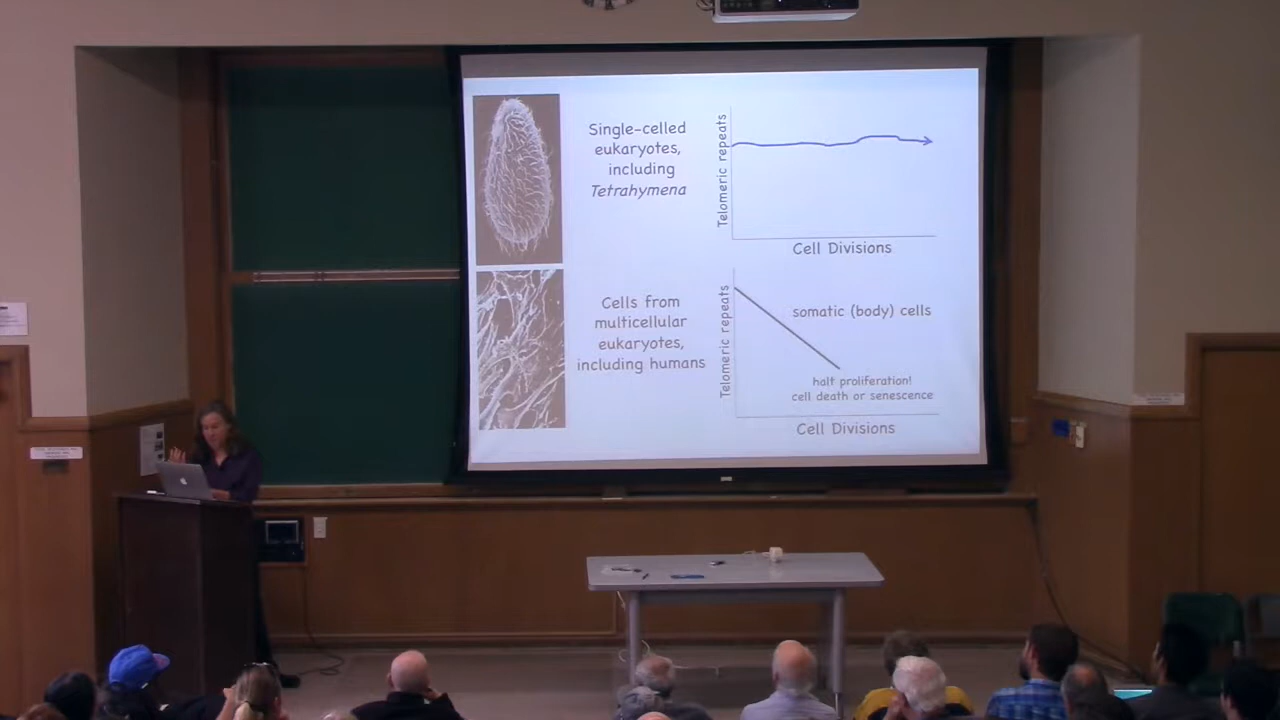 Single-celled
eukaryotes,
including
Tetrahymena
Telomeric repeats
Cell Divisions
Cells from
multicellular
eukaryotes,
including humans
Telomeric repeats
somatic (body) cells
halt proliferation!
cell death or senescence
Cell Divisions